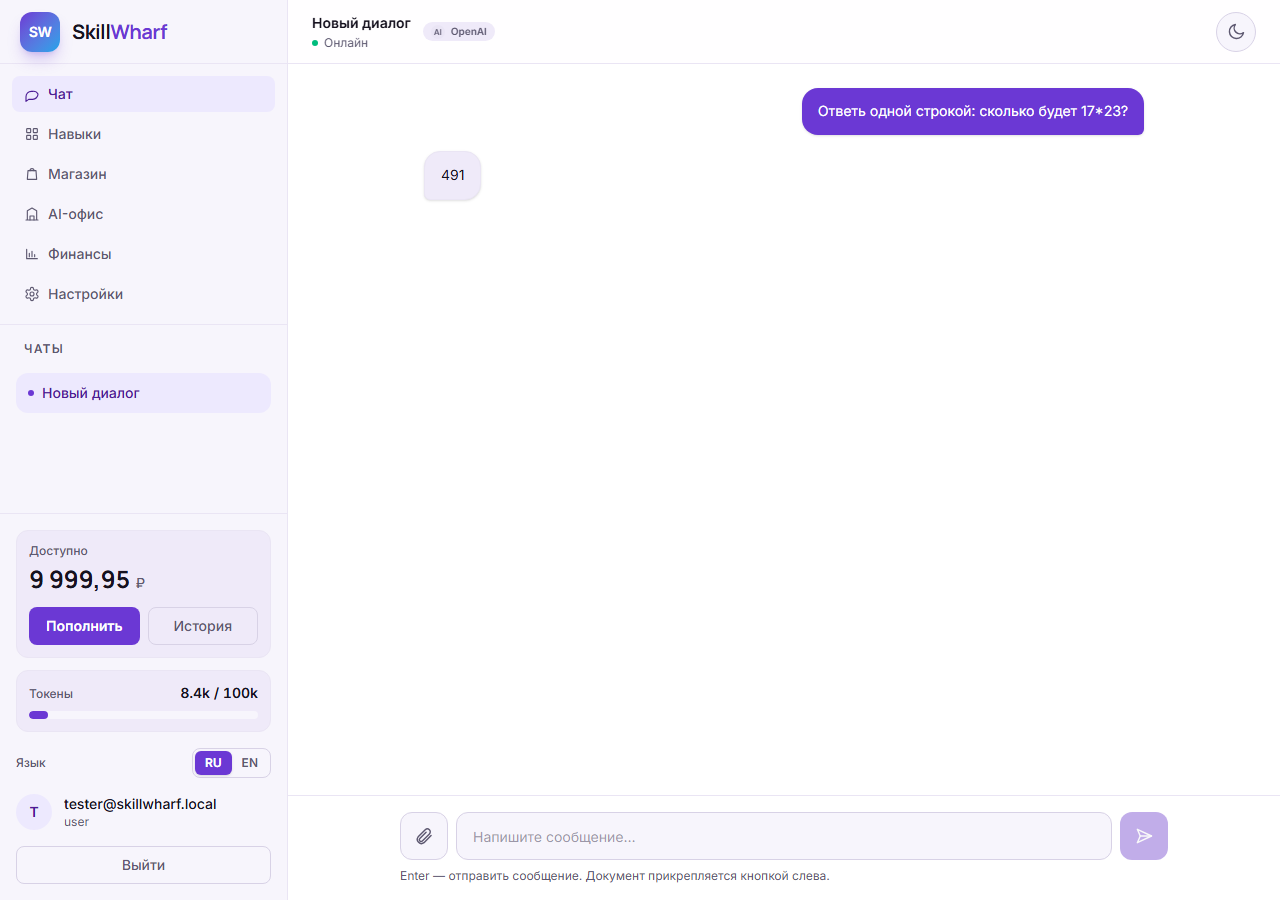 SW SkillWharf
Чат
Навыки
Магазин
AI-офис
Финансы
Настройки
ЧАТЫ
Новый диалог
Доступно
9 999,95 ₽
Пополнить История
Токены 8.4k / 100k
Язык RU EN
T tester@skillwharf.local
user
Выйти
Новый диалог
Онлайн
AI OpenAI
Ответь одной строкой: сколько будет 17*23?
491
Напишите сообщение...
Enter — отправить сообщение. Документ прикрепляется кнопкой слева.